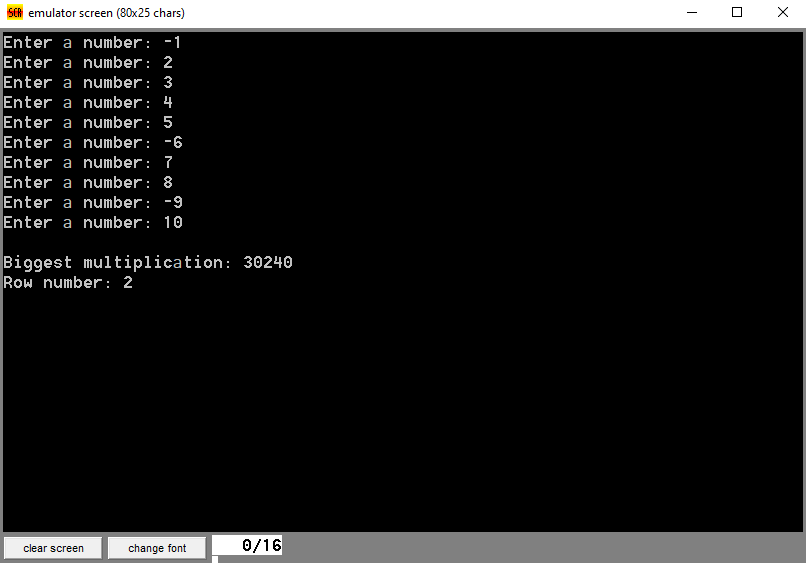 SCR emulator screen (80x25 chars)
Enter a number: -1
Enter a number: 2
Enter a number: 3
Enter a number: 4
Enter a number: 5
Enter a number: -6
Enter a number: 7
Enter a number: 8
Enter a number: -9
Enter a number: 10
Biggest multiplication: 30240
Row number: 2
clear screen change font 0/16